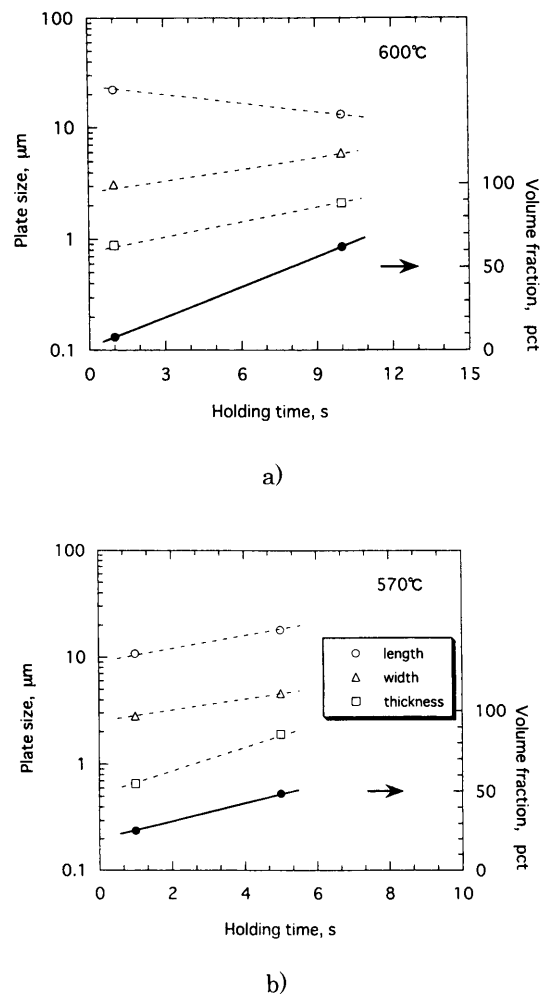 100
600℃
10
Plate size, μm
100
1
50
Volume fraction, pct
0.1
0
0
3
6
9
12
15
Holding time, s
a)
100
570℃
length
width
thickness
10
Plate size, μm
100
1
50
Volume fraction, pct
0.1
0
0
2
4
6
8
10
Holding time, s
b)